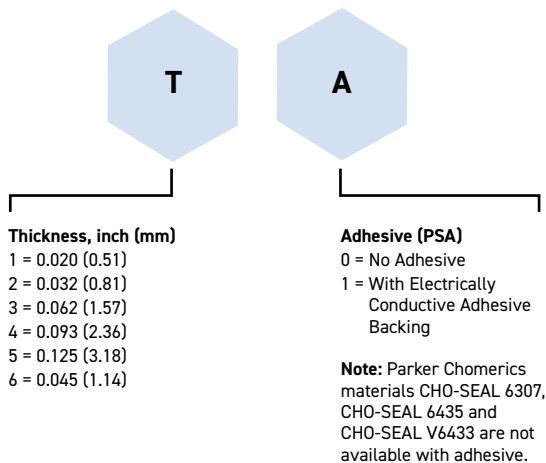 T
A
Thickness, inch (mm)
1 = 0.020 (0.51)
2 = 0.032 (0.81)
3 = 0.062 (1.57)
4 = 0.093 (2.36)
5 = 0.125 (3.18)
6 = 0.045 (1.14)
Adhesive (PSA)
0 = No Adhesive
1 = With Electrically
Conductive Adhesive
Backing
Note: Parker Chomerics
materials CHO-SEAL 6307,
CHO-SEAL 6435 and
CHO-SEAL V6433 are not
available with adhesive.